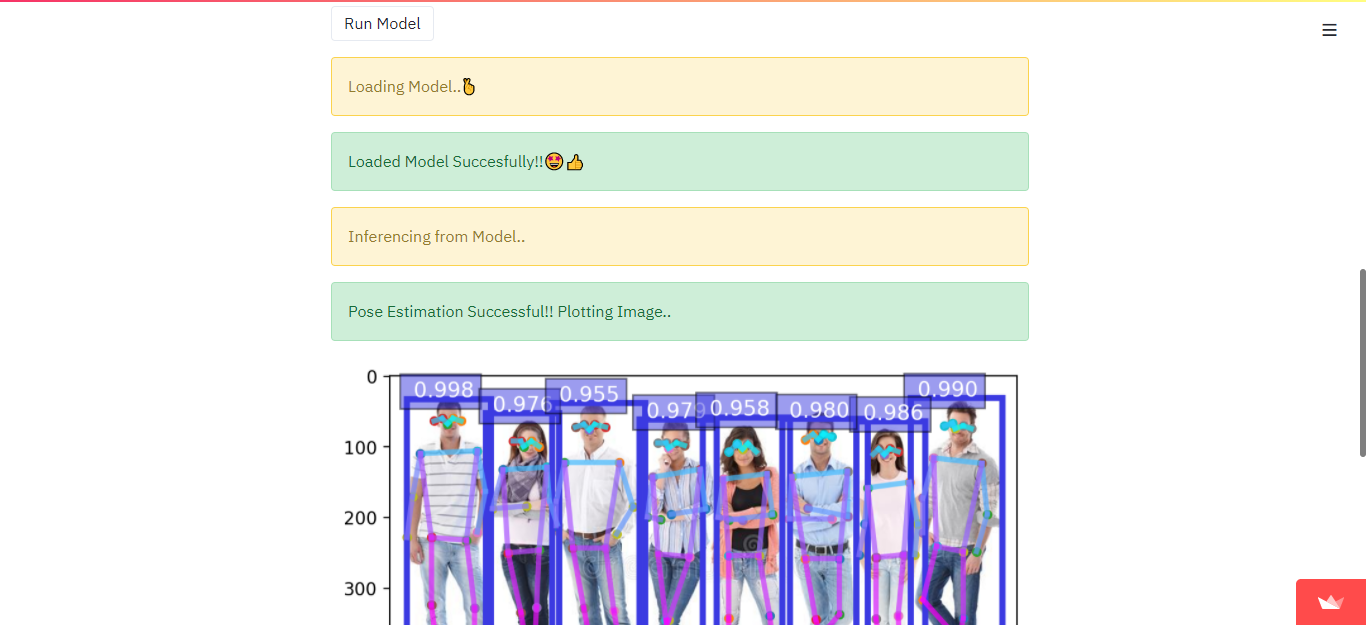 Run Model
Loading Model..🫰
Loaded Model Succesfully!!🤩👍
Inferencing from Model..
Pose Estimation Successful!! Plotting Image..
0
0.998
0.976
0.955
0.979
0.958
0.980
0.986
0.990
100
200
300